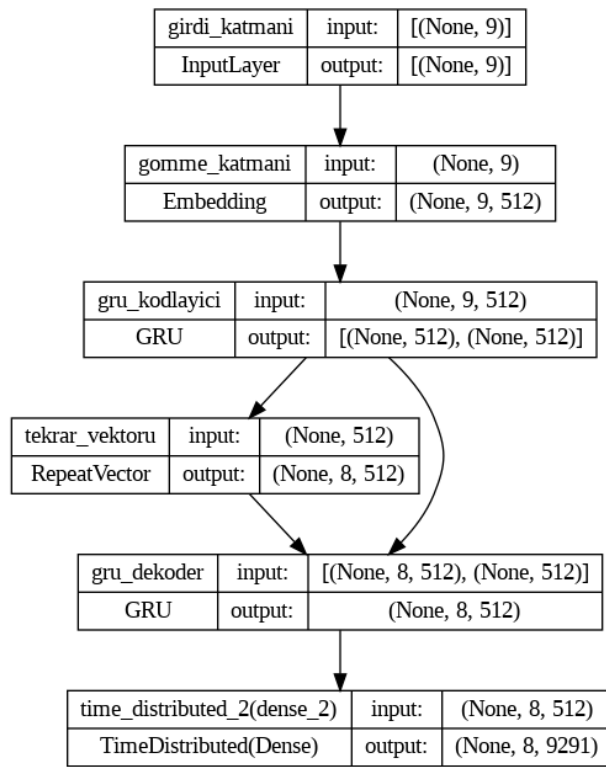 girdi_katmani input: [(None, 9)]
InputLayer output: [(None, 9)]
gomme_katmani input: (None, 9)
Embedding output: (None, 9, 512)
gru_kodlayici input: (None, 9, 512)
GRU output: [(None, 512), (None, 512)]
tekrar_vektoru input: (None, 512)
RepeatVector output: (None, 8, 512)
gru_dekoder input: [(None, 8, 512), (None, 512)]
GRU output: (None, 8, 512)
time_distributed_2(dense_2) input: (None, 8, 512)
TimeDistributed(Dense) output: (None, 8, 9291)